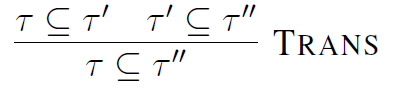 τ ⊆ τ′ τ′ ⊆ τ″
τ ⊆ τ″ TRANS